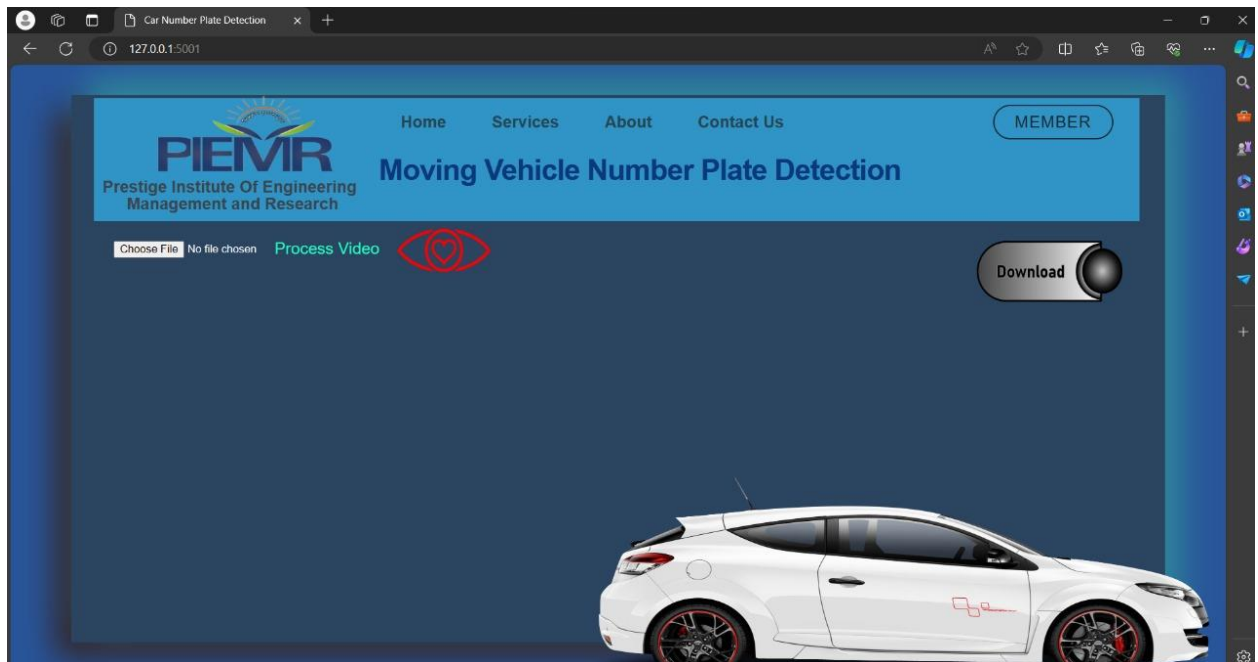 Car Number Plate Detection
127.0.0.1:5001
PIEMR
Prestige Institute Of Engineering
Management and Research
Home Services About Contact Us
MEMBER
Moving Vehicle Number Plate Detection
Choose File No file chosen Process Video
Download